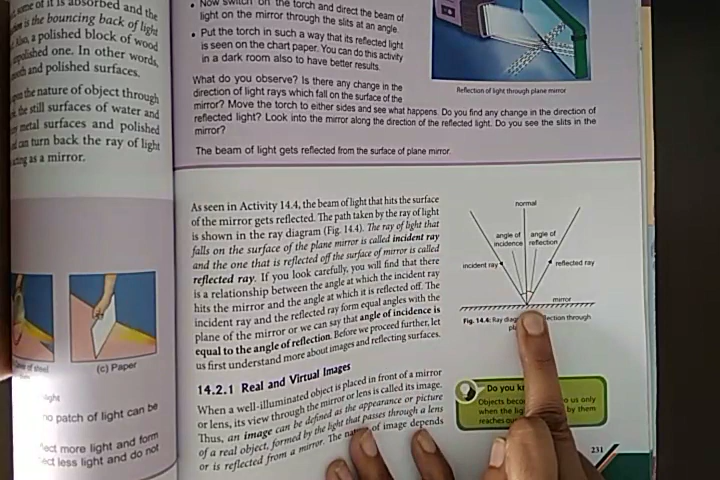 some of it is absorbed and the
is the bouncing back of light
Also, a polished block of wood
unpolished one. In other words,
and polished surfaces.
upon the nature of object through
the still surfaces of water and
metal surfaces and polished
can turn back the ray of light
acting as a mirror.
(c) Paper
light
no patch of light can be
reflect more light and form
reflect less light and do not
• Now switch on the torch and direct the beam of
light on the mirror through the slits at an angle.
• Put the torch in such a way that its reflected light
is seen on the chart paper. You can do this activity
in a dark room also to have better results.
What do you observe? Is there any change in the
direction of light rays which fall on the surface of the
mirror? Move the torch to either sides and see what happens. Do you find any change in the direction of
reflected light? Look into the mirror along the direction of the reflected light. Do you see the slits in the
mirror?
The beam of light gets reflected from the surface of plane mirror.
Reflection of light through plane mirror
As seen in Activity 14.4, the beam of light that hits the surface
of the mirror gets reflected. The path taken by the ray of light
is shown in the ray diagram (Fig. 14.4). The ray of light that
falls on the surface of the plane mirror is called incident ray
and the one that is reflected off the surface of mirror is called
reflected ray. If you look carefully, you will find that there
is a relationship between the angle at which the incident ray
hits the mirror and the angle at which it is reflected off. The
incident ray and the reflected ray form equal angles with the
plane of the mirror or we can say that angle of incidence is
equal to the angle of reflection. Before we proceed further, let
us first understand more about images and reflecting surfaces.
14.2.1 Real and Virtual Images
When a well-illuminated object is placed in front of a mirror
or lens, its view through the mirror or lens is called its image.
Thus, an image can be defined as the appearance or picture
of a real object, formed by the light that passes through a lens
or is reflected from a mirror. The nature of image depends
normal
angle of incidence
angle of reflection
incident ray
reflected ray
mirror
Fig. 14.4: Ray reflection through
Do you
Objects us only
when the by them
reaches
231